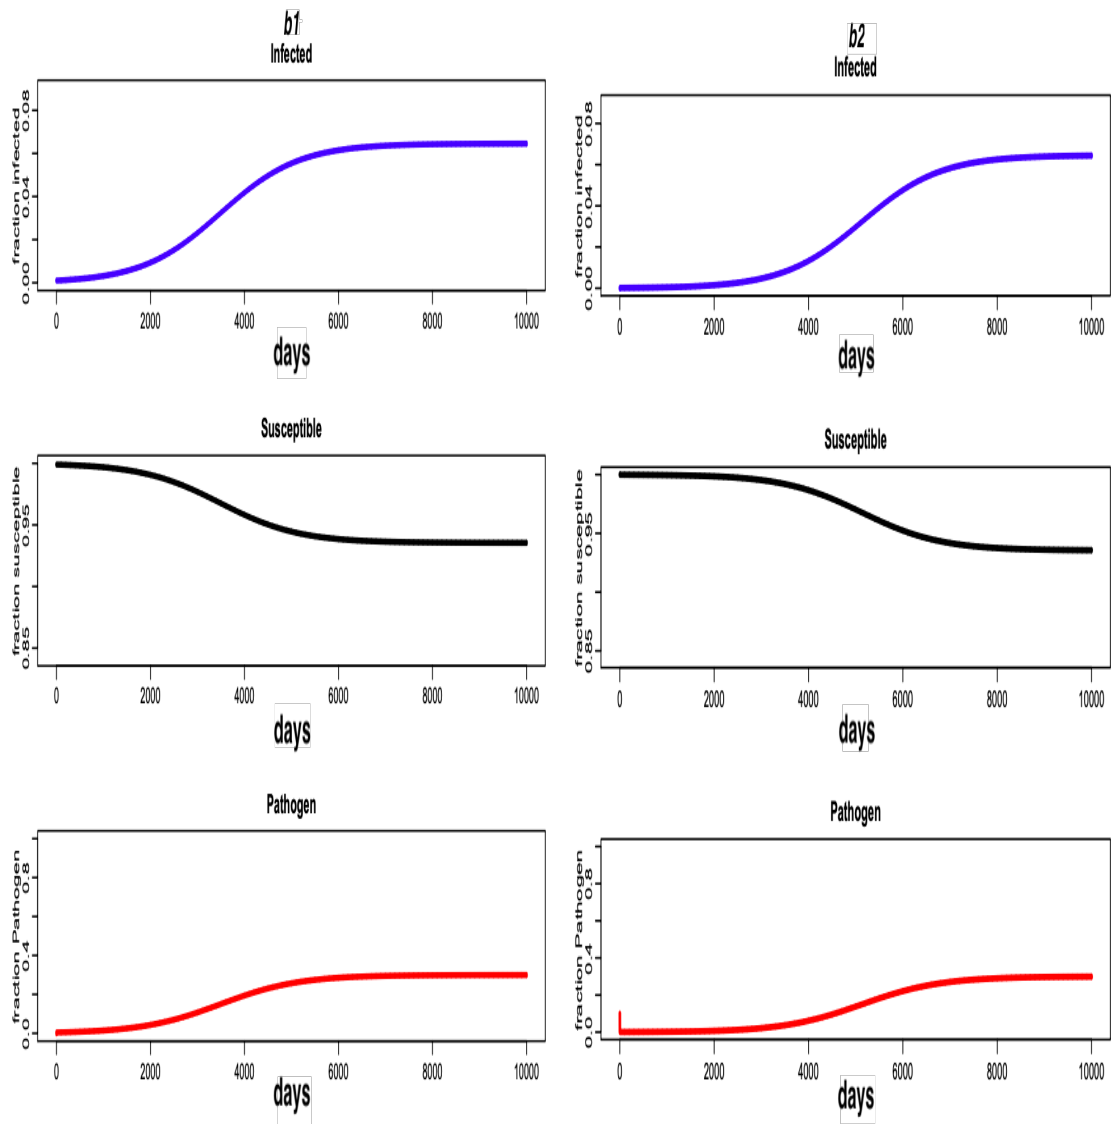 b1
Infected
fraction infected
0.00 0.04 0.08
0 2000 4000 6000 8000 10000
days
Susceptible
fraction susceptible
0.85 0.95
0 2000 4000 6000 8000 10000
days
Pathogen
fraction Pathogen
0.0 0.4 0.8
0 2000 4000 6000 8000 10000
days
b2
Infected
fraction infected
0.00 0.04 0.08
0 2000 4000 6000 8000 10000
days
Susceptible
fraction susceptible
0.85 0.95
0 2000 4000 6000 8000 10000
days
Pathogen
fraction Pathogen
0.0 0.4 0.8
0 2000 4000 6000 8000 10000
days